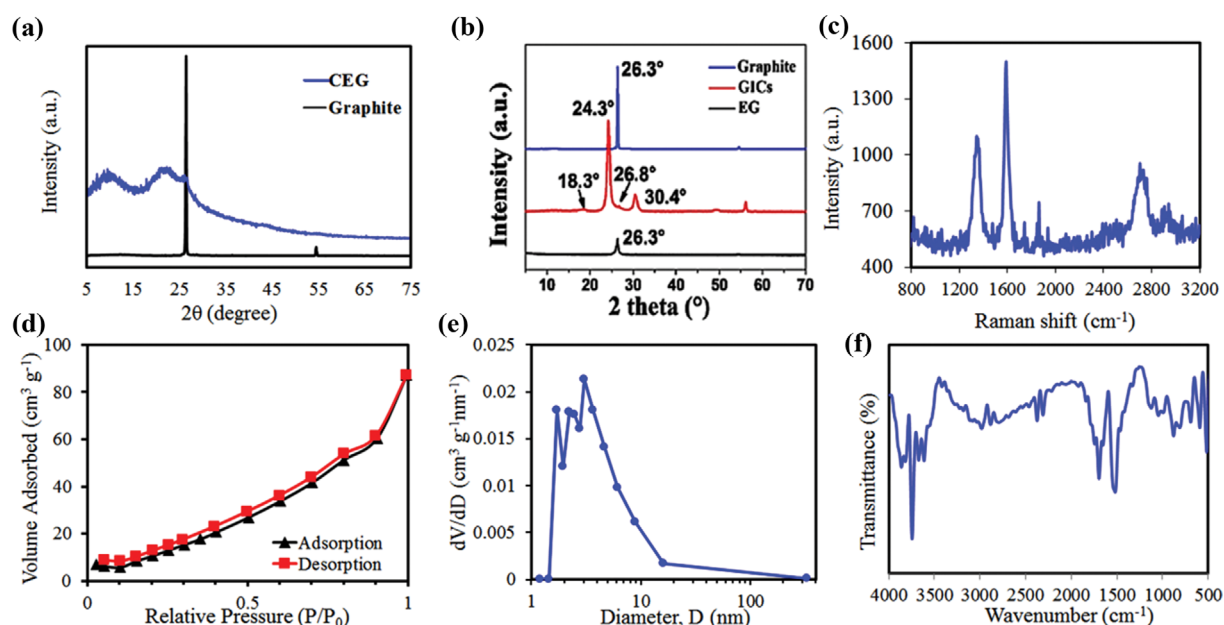 (a)
CEG
Graphite
Intensity (a.u.)
5 15 25 35 45 55 65 75
2θ (degree)
(b)
26.3°
Graphite
GICs
EG
24.3°
18.3°
26.8°
30.4°
26.3°
Intensity (a.u.)
10 20 30 40 50 60 70
2 theta (°)
(c)
1600
1300
1000
700
400
Intensity (a.u.)
800 1200 1600 2000 2400 2800 3200
Raman shift (cm⁻¹)
(d)
100
80
60
40
20
0
Volume Adsorbed (cm³ g⁻¹)
Adsorption
Desorption
0 0.5 1
Relative Pressure (P/P₀)
(e)
0.025
0.02
0.015
0.01
0.005
0
dV/dD (cm³ g⁻¹nm⁻¹)
1 10 100
Diameter, D (nm)
(f)
Transmittance (%)
4000 3500 3000 2500 2000 1500 1000 500
Wavenumber (cm⁻¹)